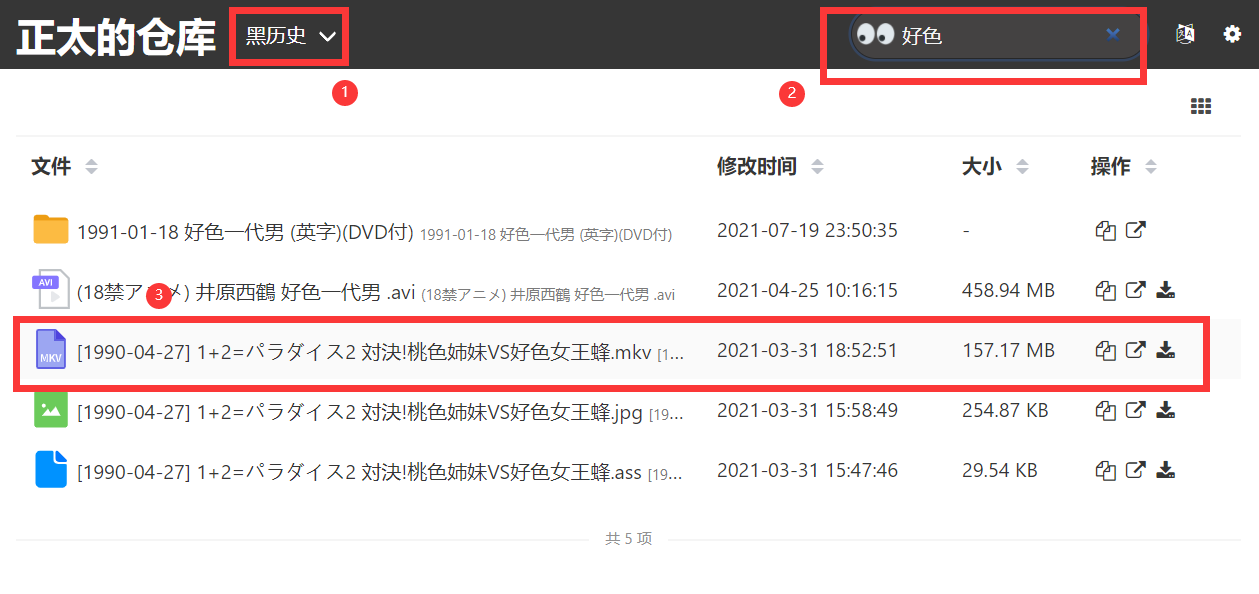 正太的仓库 黑历史 👀 好色
1 2
文件 修改时间 大小 操作
1991-01-18 好色一代男 (英字)(DVD付) 1991-01-18 好色一代男 (英字)(DVD付) 2021-07-19 23:50:35 -
AVI (18禁アニメ) 井原西鶴 好色一代男 .avi (18禁アニメ) 井原西鶴 好色一代男 .avi 2021-04-25 10:16:15 458.94 MB
3
MKV [1990-04-27] 1+2=パラダイス2 対決!桃色姉妹VS好色女王蜂.mkv [1... 2021-03-31 18:52:51 157.17 MB
[1990-04-27] 1+2=パラダイス2 対決!桃色姉妹VS好色女王蜂.jpg [19... 2021-03-31 15:58:49 254.87 KB
[1990-04-27] 1+2=パラダイス2 対決!桃色姉妹VS好色女王蜂.ass [19... 2021-03-31 15:47:46 29.54 KB
共 5 项